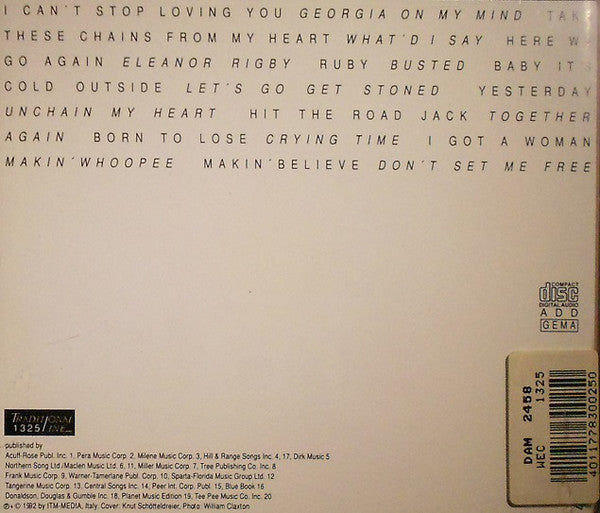 I CAN'T STOP LOVING YOU GEORGIA ON MY MIND TAKE
THESE CHAINS FROM MY HEART WHAT'D I SAY HERE W
GO AGAIN ELEANOR RIGBY RUBY BUSTED BABY IT'S
COLD OUTSIDE LET'S GO GET STONED YESTERDAY
UNCHAIN MY HEART HIT THE ROAD JACK TOGETHER
AGAIN BORN TO LOSE CRYING TIME I GOT A WOMAN
MAKIN'WHOOPEE MAKIN'BELIEVE DON'T SET ME FREE
COMPACT
disc
DIGITAL AUDIO
ADD
GEMA
DAM 2458
WEC 1325
4011778300250
TRADITIONAL
LINE
1325
published by
Acuff-Rose Publ. Inc. 1, Pera Music Corp. 2, Milene Music Corp. 3, Hill & Range Songs Inc. 4, 17, Dirk Music 5
Northern Song Ltd /Maclen Music Ltd. 6, 11, Miller Music Corp. 7, Tree Publishing Co. Inc. 8
Frank Music Corp. 9, Warner-Tamerlane Publ. Corp. 10, Sparta-Florida Music Group Ltd. 12
Tangerine Music Corp. 13, Central Songs Inc. 14, Peer Int. Corp. Publ. 15, Blue Book 16
Donaldson, Douglas & Gumble Inc. 18, Planet Music Edition 19, Tee Pee Music Co. Inc. 20
℗+ © 1992 by ITM-MEDIA, Italy. Cover: Knut Schötteldreier, Photo: William Claxton